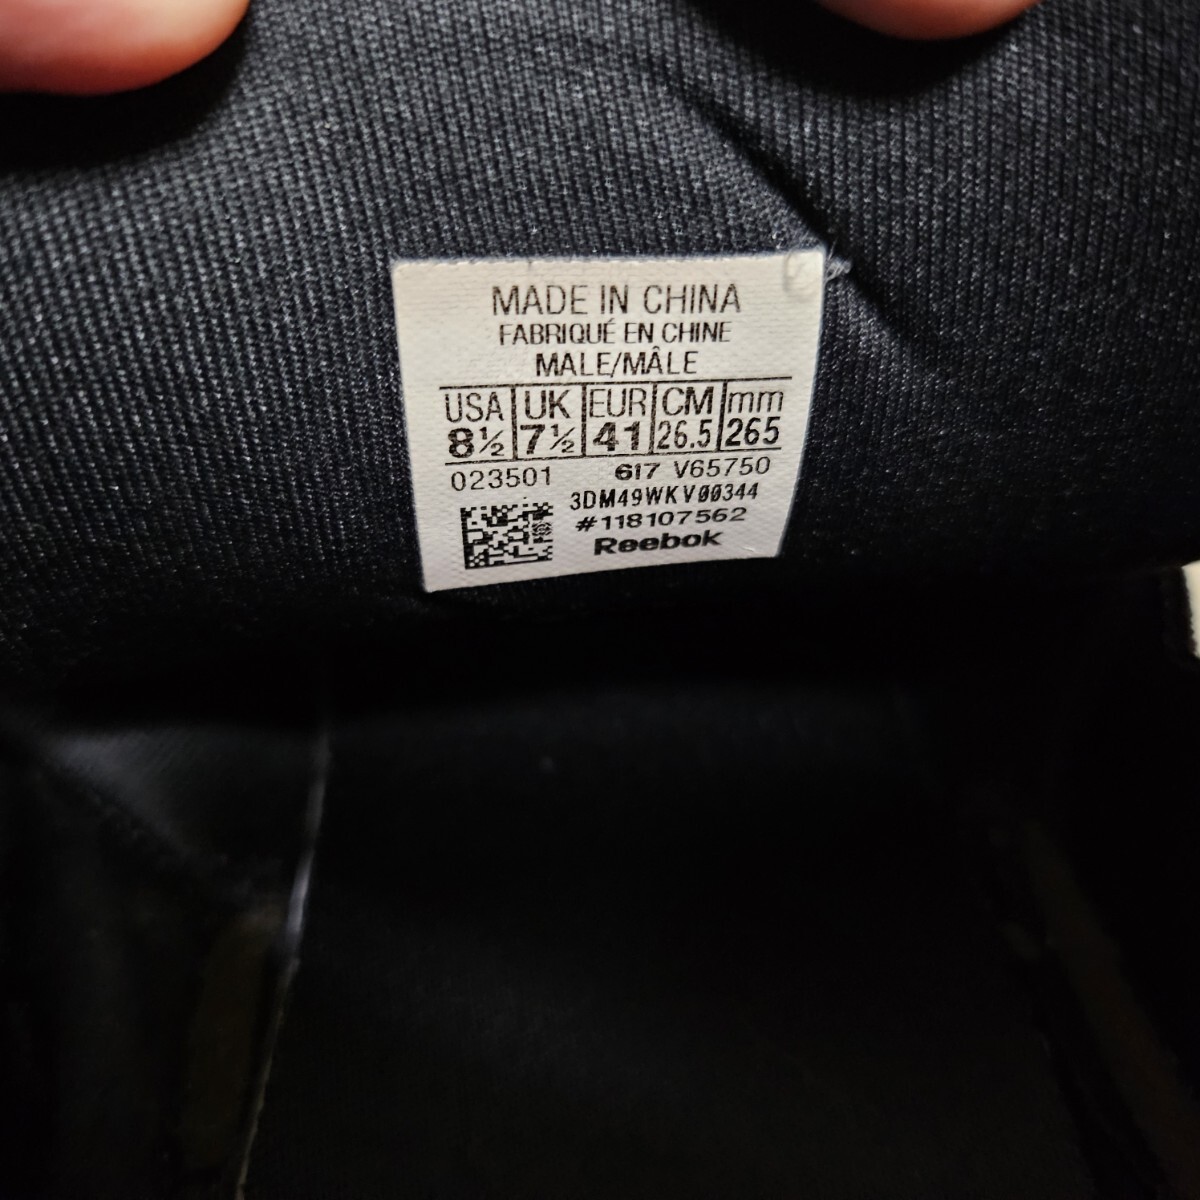 MADE IN CHINA
FABRIQUÉ EN CHINE
MALE/MÂLE
USA UK EUR CM mm
8½ 7½ 41 26.5 265
023501 617 V65750
3DM49WKV00344
#118107562
Reebok